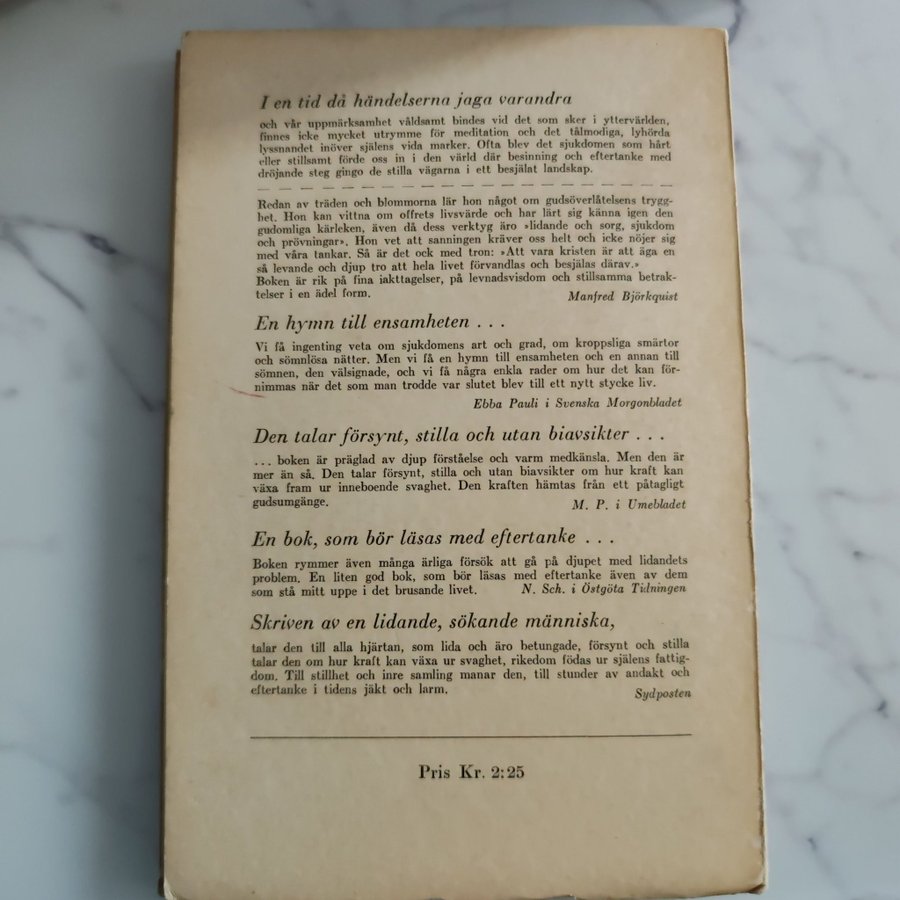 I en tid då händelserna jaga varandra
och vår uppmärksamhet våldsamt bindes vid det som sker i yttervärlden,
finnes icke mycket utrymme för meditation och det tålmodiga, lyhörda
lyssnandet inöver själens vida marker. Ofta blev det sjukdomen som hårt
eller stillsamt förde oss in i den värld där besinning och eftertanke med
dröjande steg gingo de stilla vägarna i ett besjälat landskap.
Redan av träden och blommorna lär hon något om gudsöverlåtelsens trygg-
het. Hon kan vittna om offrets livsvärde och har lärt sig känna igen den
gudomliga kärleken, även då dess verktyg äro »lidande och sorg, sjukdom
och prövningar». Hon vet att sanningen kräver oss helt och icke nöjer sig
med våra tankar. Så är det ock med tron: »Att vara kristen är att äga en
så levande och djup tro att hela livet förvandlas och besjälas därav.»
Boken är rik på fina iakttagelser, på levnadsvisdom och stillsamma betrak-
telser i en ädel form. Manfred Björkquist
En hymn till ensamheten . . .
Vi få ingenting veta om sjukdomens art och grad, om kroppsliga smärtor
och sömnlösa nätter. Men vi få en hymn till ensamheten och en annan till
sömnen, den välsignade, och vi få några enkla rader om hur det kan för-
nimmas när det som man trodde var slutet blev till ett nytt stycke liv.
Ebba Pauli i Svenska Morgonbladet
Den talar försynt, stilla och utan biavsikter . . .
. . . boken är präglad av djup förståelse och varm medkänsla. Men den är
mer än så. Den talar försynt, stilla och utan biavsikter om hur kraft kan
växa fram ur inneboende svaghet. Den kraften hämtas från ett påtagligt
gudsumgänge. M. P. i Umebladet
En bok, som bör läsas med eftertanke . . .
Boken rymmer även många ärliga försök att gå på djupet med lidandets
problem. En liten god bok, som bör läsas med eftertanke även av dem
som stå mitt uppe i det brusande livet. N. Sch. i Östgöta Tidningen
Skriven av en lidande, sökande människa,
talar den till alla hjärtan, som lida och äro betungade, försynt och stilla
talar den om hur kraft kan växa ur svaghet, rikedom födas ur själens fattig-
dom. Till stillhet och inre samling manar den, till stunder av andakt och
eftertanke i tidens jäkt och larm. Sydposten
Pris Kr. 2:25